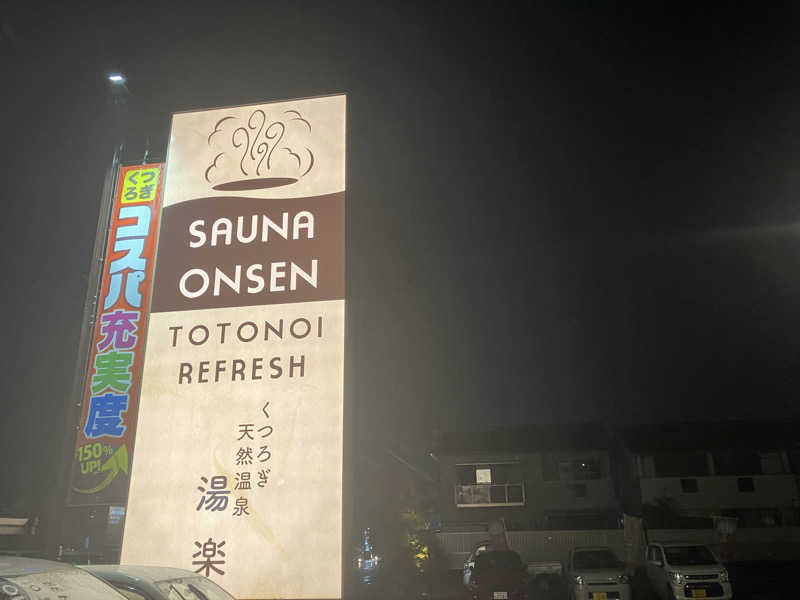 くつ
ろぎ
コスパ充実度
150%
UP!
SAUNA
ONSEN
TOTONOI
REFRESH
くつろぎ
天然温泉
湯楽